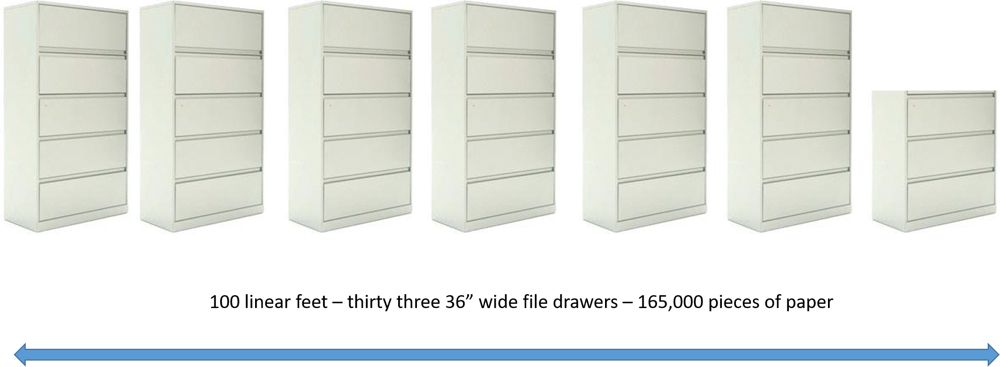 100 linear feet – thirty three 36” wide file drawers – 165,000 pieces of paper